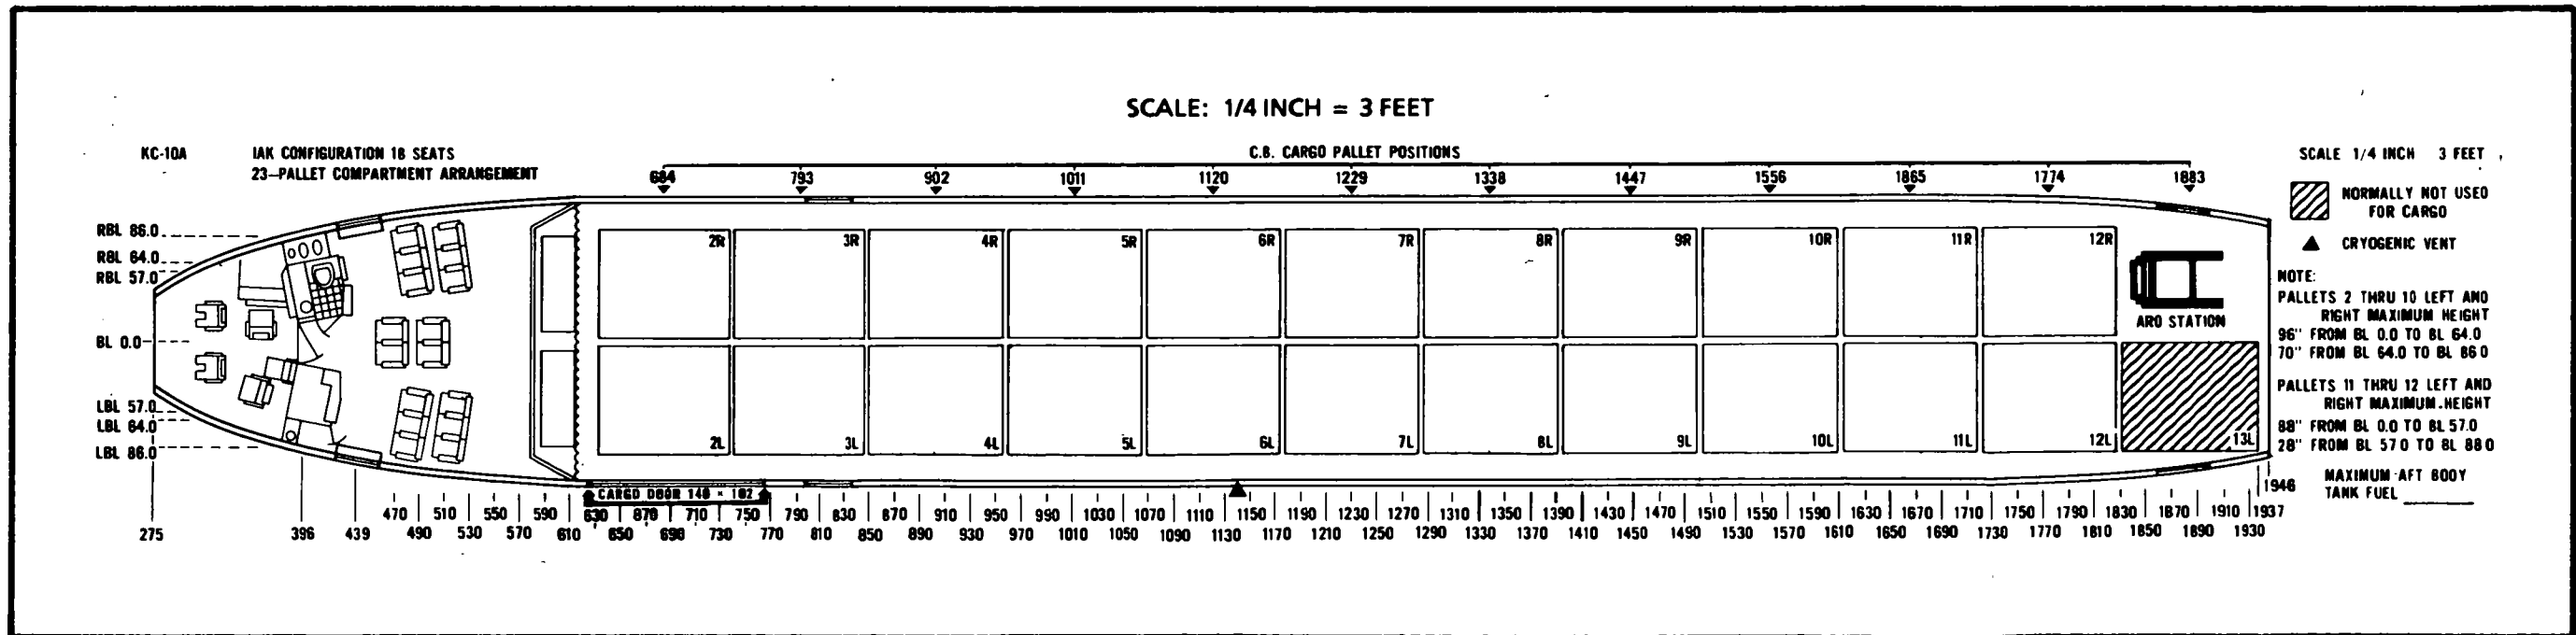 SCALE: 1/4 INCH = 3 FEET
KC-10A
IAK CONFIGURATION 16 SEATS
23-PALLET COMPARTMENT ARRANGEMENT
C.B. CARGO PALLET POSITIONS
684 793 902 1011 1120 1229 1338 1447 1556 1665 1774 1883
SCALE 1/4 INCH 3 FEET
NORMALLY NOT USED
FOR CARGO
CRYOGENIC VENT
RBL 86.0
RBL 64.0
RBL 57.0
BL 0.0
LBL 57.0
LBL 64.0
LBL 86.0
2R 3R 4R 5R 6R 7R 8R 9R 10R 11R 12R
ARO STATION
2L 3L 4L 5L 6L 7L 8L 9L 10L 11L 12L 13L
NOTE:
PALLETS 2 THRU 10 LEFT AND
RIGHT MAXIMUM HEIGHT
96" FROM BL 0.0 TO BL 64.0
70" FROM BL 64.0 TO BL 86 0
PALLETS 11 THRU 12 LEFT AND
RIGHT MAXIMUM HEIGHT
88" FROM BL 0.0 TO BL 57.0
28" FROM BL 57 0 TO BL 88 0
MAXIMUM AFT BODY
TANK FUEL
CARGO DOOR 140 × 102
1946
470 510 550 590 630 670 710 750 790 830 870 910 950 990 1030 1070 1110 1150 1190 1230 1270 1310 1350 1390 1430 1470 1510 1550 1590 1630 1670 1710 1750 1790 1830 1870 1910 1937
275 396 439 490 530 570 610 650 690 730 770 810 850 890 930 970 1010 1050 1090 1130 1170 1210 1250 1290 1330 1370 1410 1450 1490 1530 1570 1610 1650 1690 1730 1770 1810 1850 1890 1930